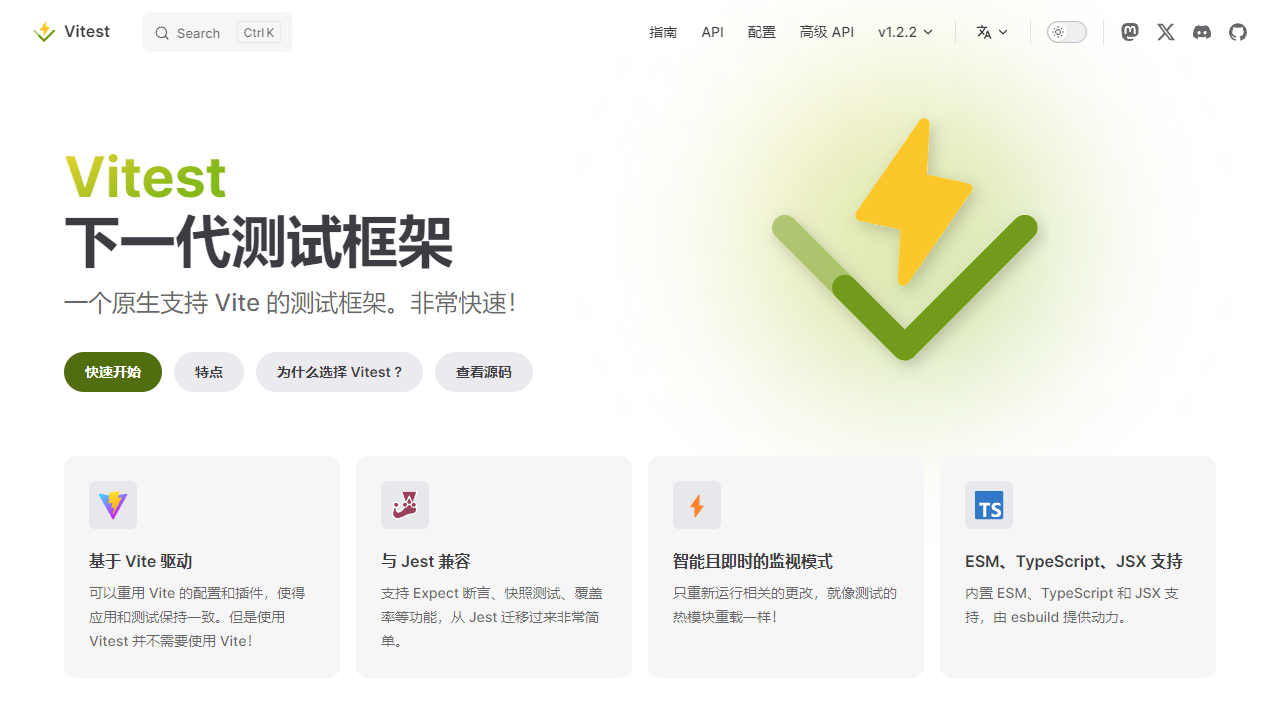 Vitest
Search Ctrl K
指南 API 配置 高级 API v1.2.2
Vitest
下一代测试框架
一个原生支持 Vite 的测试框架。非常快速！
快速开始 特点 为什么选择 Vitest ? 查看源码
基于 Vite 驱动
可以重用 Vite 的配置和插件，使得
应用和测试保持一致。但是使用
Vitest 并不需要使用 Vite！
与 Jest 兼容
支持 Expect 断言、快照测试、覆盖
率等功能，从 Jest 迁移过来非常简
单。
智能且即时的监视模式
只重新运行相关的更改，就像测试的
热模块重载一样！
TS
ESM、TypeScript、JSX 支持
内置 ESM、TypeScript 和 JSX 支
持，由 esbuild 提供动力。